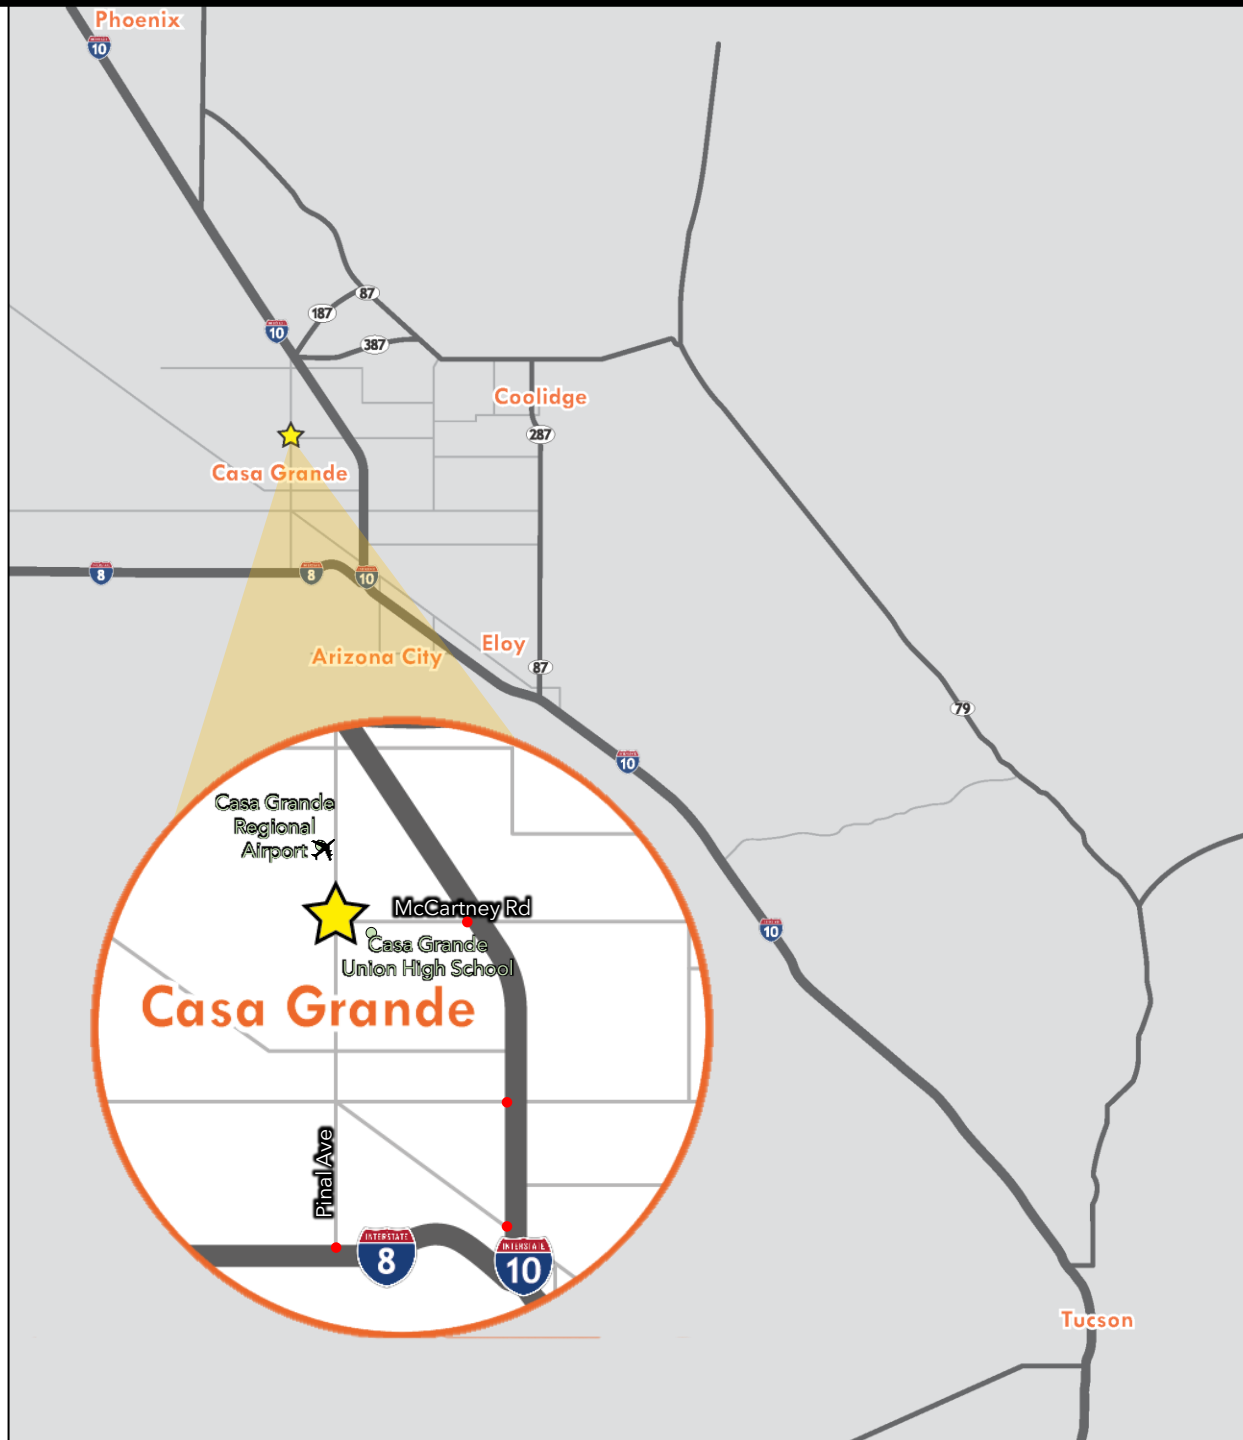 Phoenix
10
87
187
10
387
Coolidge
287
Casa Grande
8
8
10
Eloy
Arizona City
87
79
10
Casa Grande
Regional
Airport
McCartney Rd
10
Casa Grande
Union High School
Casa Grande
Pinal Ave
INTERSTATE
8
INTERSTATE
10
Tucson